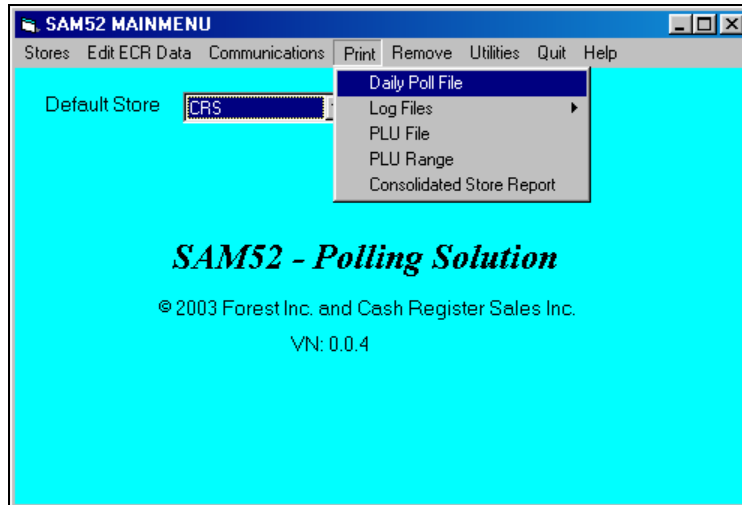 SAM52 MAINMENU
Stores Edit ECR Data Communications Print Remove Utilities Quit Help
Daily Poll File
Default Store CRS
Log Files
PLU File
PLU Range
Consolidated Store Report
SAM52 - Polling Solution
© 2003 Forest Inc. and Cash Register Sales Inc.
VN: 0.0.4